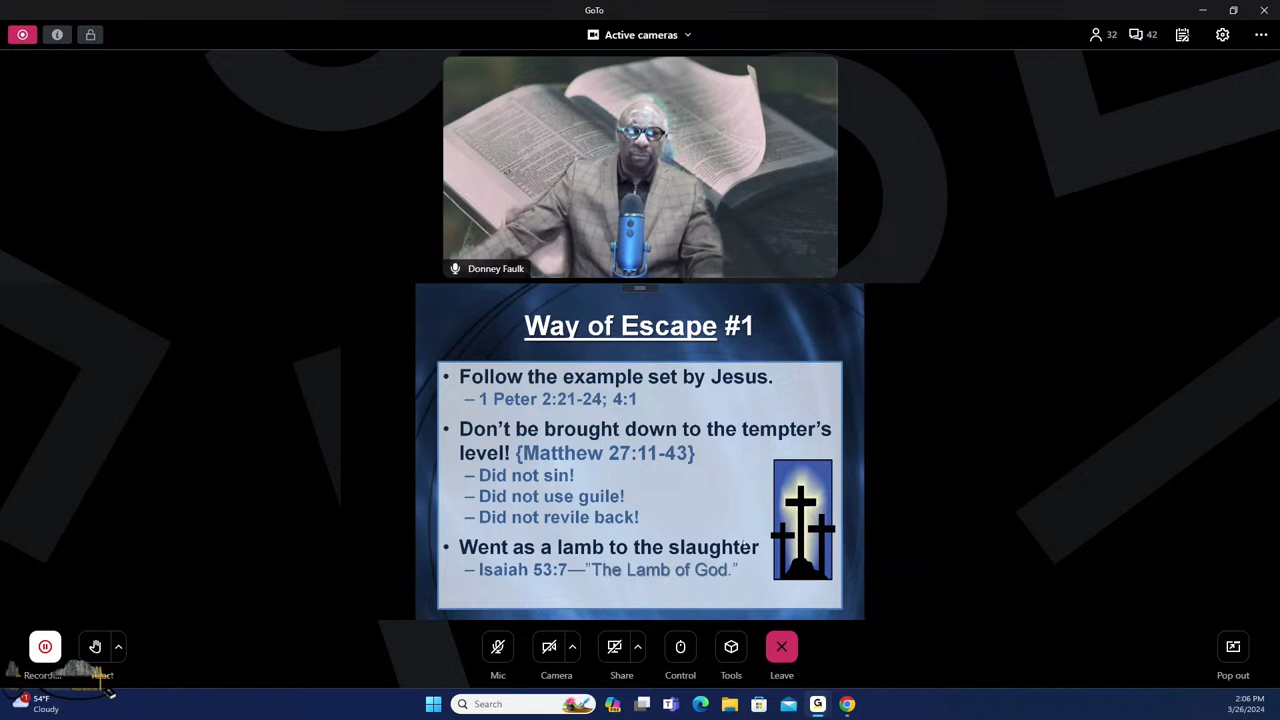 GoTo
Active cameras
32
42
Donney Faulk
Way of Escape #1
• Follow the example set by Jesus.
– 1 Peter 2:21-24; 4:1
• Don't be brought down to the tempter's
level! {Matthew 27:11-43}
– Did not sin!
– Did not use guile!
– Did not revile back!
• Went as a lamb to the slaughter
– Isaiah 53:7—"The Lamb of God."
Mic
Camera
Share
Control
Tools
Leave
Pop out
1
54°F
Cloudy
Search
2:06 PM
3/26/2024